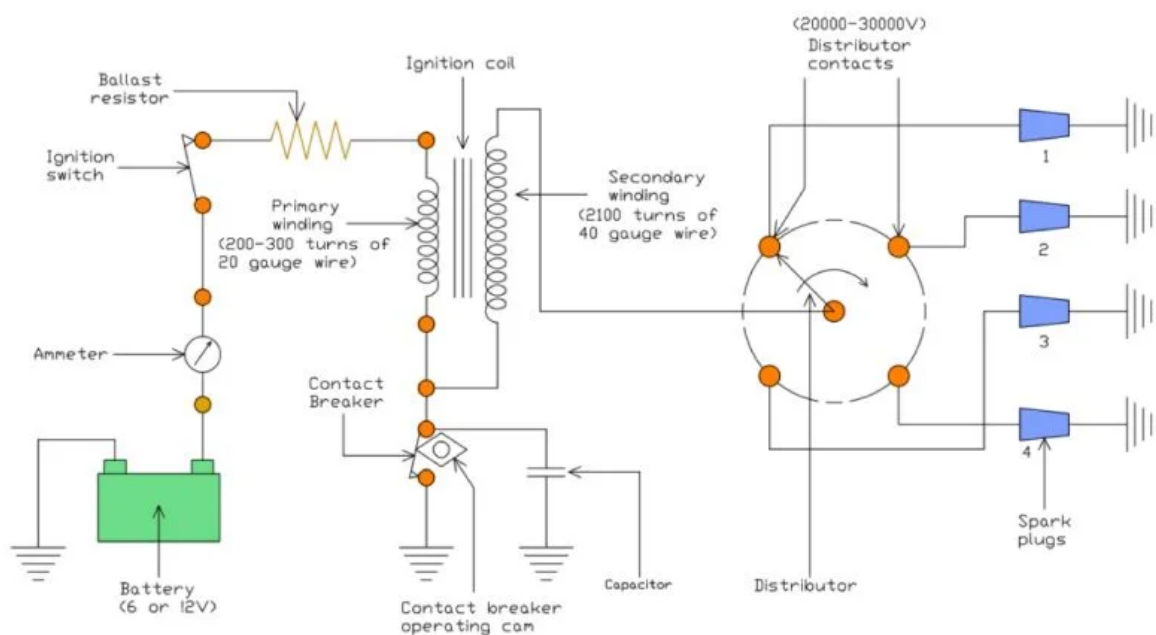 (20000-30000V)
Distributor
contacts
Ignition coil
Ballast
resistor
Ignition
switch
Primary
winding
(200-300 turns of
20 gauge wire)
Secondary
winding
(2100 turns of
40 gauge wire)
1
2
3
4
Ammeter
Contact
Breaker
Spark
plugs
Battery
(6 or 12V)
Capacitor
Distributor
Contact breaker
operating cam